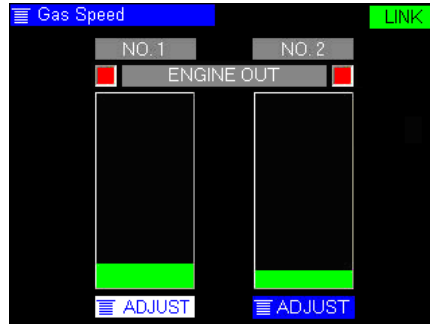 Gas Speed LINK
NO. 1 NO. 2
ENGINE OUT
ADJUST ADJUST